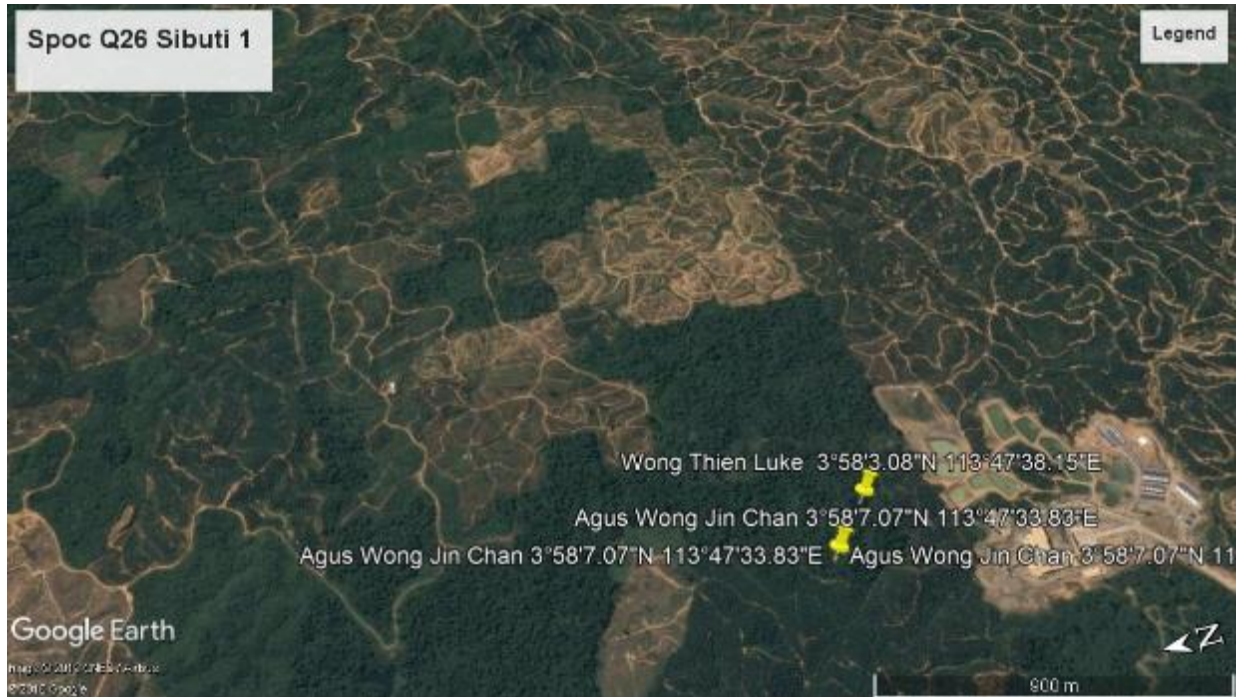 Spoc Q26 Sibuti 1
Legend
Wong Thien Luke 3°58'3.08"N 113°47'38.15"E
Agus Wong Jin Chan 3°58'7.07"N 113°47'33.83"E
Agus Wong Jin Chan 3°58'7.07"N 113°47'33.83"E Agus Wong Jin Chan 3°58'7.07"N 11
Google Earth
N
© Google
900 m